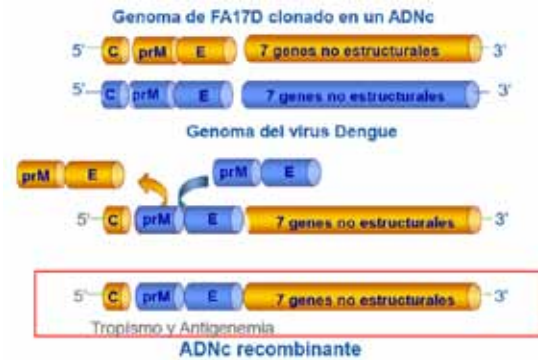 Genoma de FA17D clonado en un ADNc
5' C prM E 7 genes no estructurales 3'
5' C prM E 7 genes no estructurales 3'
Genoma del virus Dengue
prM E prM E
5' C prM E 7 genes no estructurales 3'
5' C prM E 7 genes no estructurales 3'
Tropismo y Antigenemia
ADNc recombinante